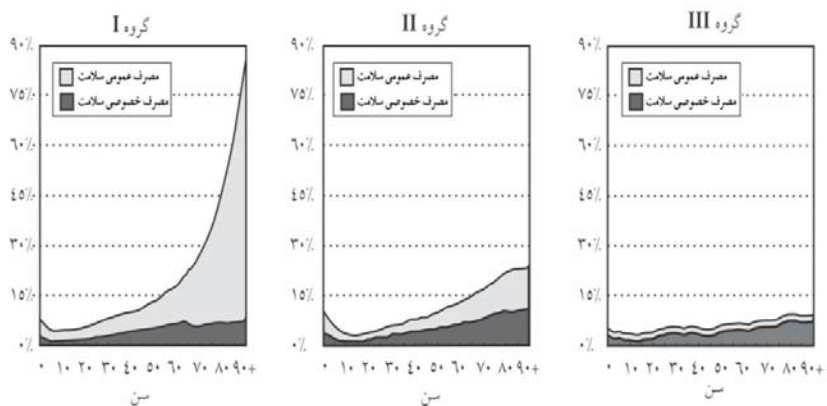 گروه I
۹۰٪
۷۵٪
۶۰٪
۴۵٪
۳۰٪
۱۵٪
۰٪
مصرف عمومی سلامت
مصرف خصوصی سلامت
۰ ۱۰ ۲۰ ۳۰ ۴۰ ۵۰ ۶۰ ۷۰ ۸۰ ۹۰+
سن
گروه II
۹۰٪
۷۵٪
۶۰٪
۴۵٪
۳۰٪
۱۵٪
۰٪
مصرف عمومی سلامت
مصرف خصوصی سلامت
۰ ۱۰ ۲۰ ۳۰ ۴۰ ۵۰ ۶۰ ۷۰ ۸۰ ۹۰+
سن
گروه III
۹۰٪
۷۵٪
۶۰٪
۴۵٪
۳۰٪
۱۵٪
۰٪
مصرف عمومی سلامت
مصرف خصوصی سلامت
۰ ۱۰ ۲۰ ۳۰ ۴۰ ۵۰ ۶۰ ۷۰ ۸۰ ۹۰+
سن